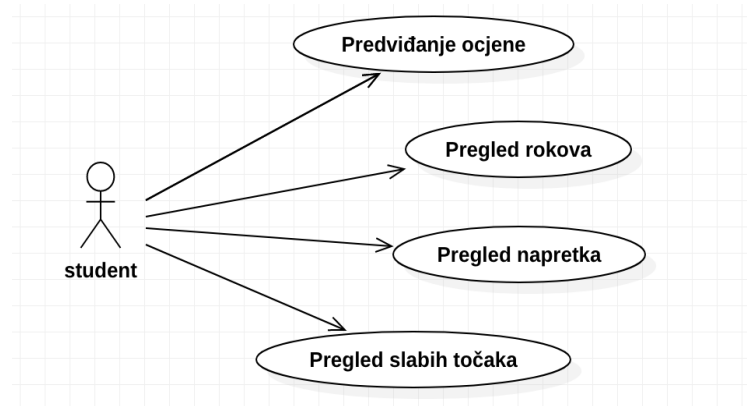 Predviđanje ocjene
Pregled rokova
Pregled napretka
student
Pregled slabih točaka